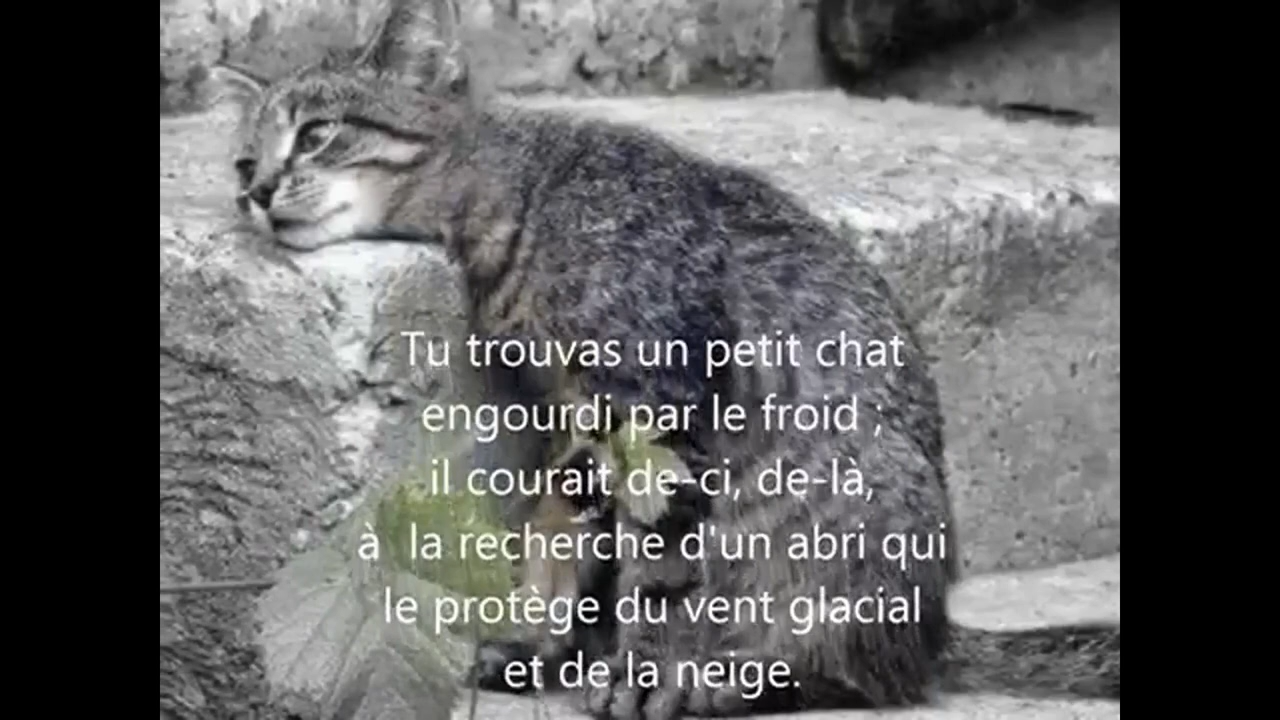 Tu trouvas un petit chat
engourdi par le froid ;
il courait de-ci, de-là,
à la recherche d'un abri qui
le protège du vent glacial
et de la neige.